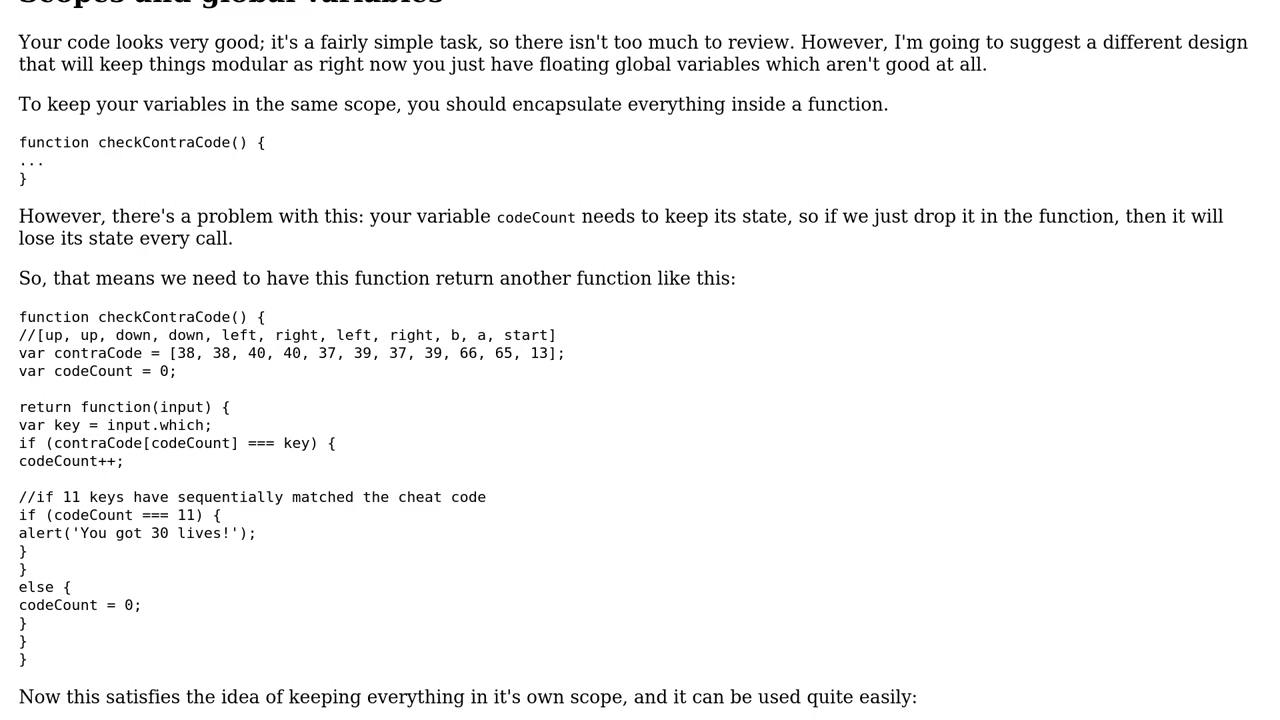 Scopes and global variables
Your code looks very good; it's a fairly simple task, so there isn't too much to review. However, I'm going to suggest a different design
that will keep things modular as right now you just have floating global variables which aren't good at all.
To keep your variables in the same scope, you should encapsulate everything inside a function.
function checkContraCode() {
...
}
However, there's a problem with this: your variable codeCount needs to keep its state, so if we just drop it in the function, then it will
lose its state every call.
So, that means we need to have this function return another function like this:
function checkContraCode() {
//[up, up, down, down, left, right, left, right, b, a, start]
var contraCode = [38, 38, 40, 40, 37, 39, 37, 39, 66, 65, 13];
var codeCount = 0;
return function(input) {
var key = input.which;
if (contraCode[codeCount] === key) {
codeCount++;
//if 11 keys have sequentially matched the cheat code
if (codeCount === 11) {
alert('You got 30 lives!');
}
}
else {
codeCount = 0;
}
}
}
Now this satisfies the idea of keeping everything in it's own scope, and it can be used quite easily: